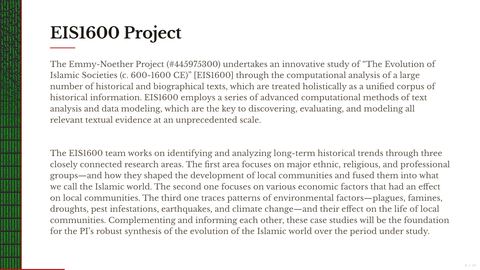 EIS1600 Project
The Emmy-Noether Project (#445975300) undertakes an innovative study of "The Evolution of
Islamic Societies (c. 600-1600 CE)" [EIS1600] through the computational analysis of a large
number of historical and biographical texts, which are treated holistically as a unified corpus of
historical information. EIS1600 employs a series of advanced computational methods of text
analysis and data modeling, which are the key to discovering, evaluating, and modeling all
relevant textual evidence at an unprecedented scale.
The EIS1600 team works on identifying and analyzing long-term historical trends through three
closely connected research areas. The first area focuses on major ethnic, religious, and professional
groups—and how they shaped the development of local communities and fused them into what
we call the Islamic world. The second one focuses on various economic factors that had an effect
on local communities. The third one traces patterns of environmental factors—plagues, famines,
droughts, pest infestations, earthquakes, and climate change—and their effect on the life of local
communities. Complementing and informing each other, these case studies will be the foundation
for the PI's robust synthesis of the evolution of the Islamic world over the period under study.